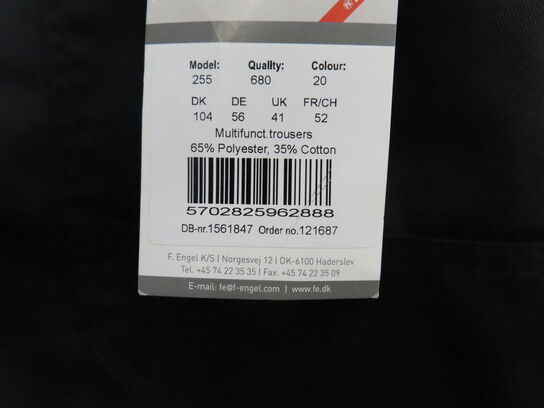 Model: Quality: Colour:
255 680 20
DK DE UK FR/CH
104 56 41 52
Multifunct.trousers
65% Polyester, 35% Cotton
5702825962888
DB-nr.1561847 Order no.121687
F. Engel K/S | Norgesvej 12 | DK-6100 Haderslev
Tel. +45 74 22 35 35 | Fax +45 74 22 35 09
E-mail: fe@f-engel.com | www.fe.dk